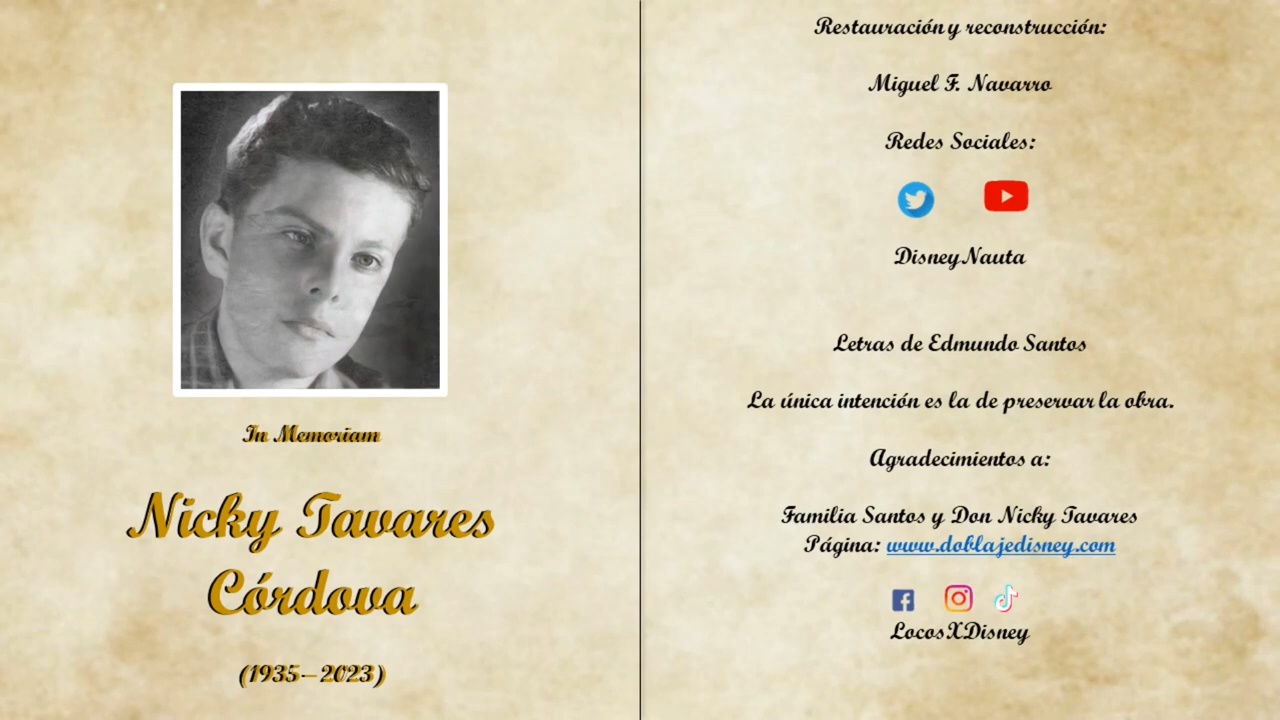 In Memoriam
Nicky Tavares
Córdova
(1935–2023)
Restauración y reconstrucción:
Miguel F. Navarro
Redes Sociales:
DisneyNauta
Letras de Edmundo Santos
La única intención es la de preservar la obra.
Agradecimientos a:
Familia Santos y Don Nicky Tavares
Página: www.doblajedisney.com
LocosXDisney